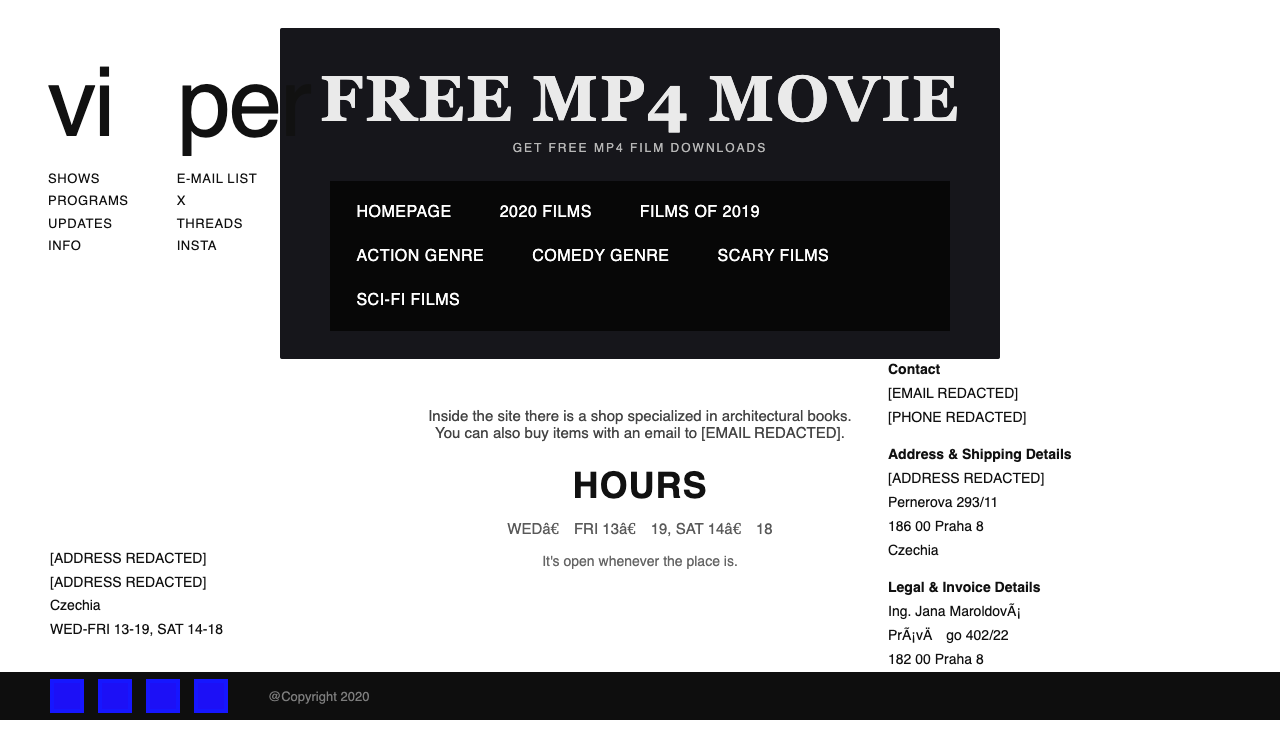 vi per
SHOWS
PROGRAMS
UPDATES
INFO
E-MAIL LIST
X
THREADS
INSTA
FREE MP4 MOVIE
GET FREE MP4 FILM DOWNLOADS
HOMEPAGE 2020 FILMS FILMS OF 2019
ACTION GENRE COMEDY GENRE SCARY FILMS
SCI-FI FILMS
Inside the site there is a shop specialized in architectural books.
You can also buy items with an email to [EMAIL REDACTED].
HOURS
WEDâ€ FRI 13â€ 19, SAT 14â€ 18
It's open whenever the place is.
Contact
[EMAIL REDACTED]
[PHONE REDACTED]
Address & Shipping Details
[ADDRESS REDACTED]
Pernerova 293/11
186 00 Praha 8
Czechia
Legal & Invoice Details
Ing. Jana MaroldovÃ¡
PrÃ¡vÄ go 402/22
182 00 Praha 8
[ADDRESS REDACTED]
[ADDRESS REDACTED]
Czechia
WED-FRI 13-19, SAT 14-18
@Copyright 2020